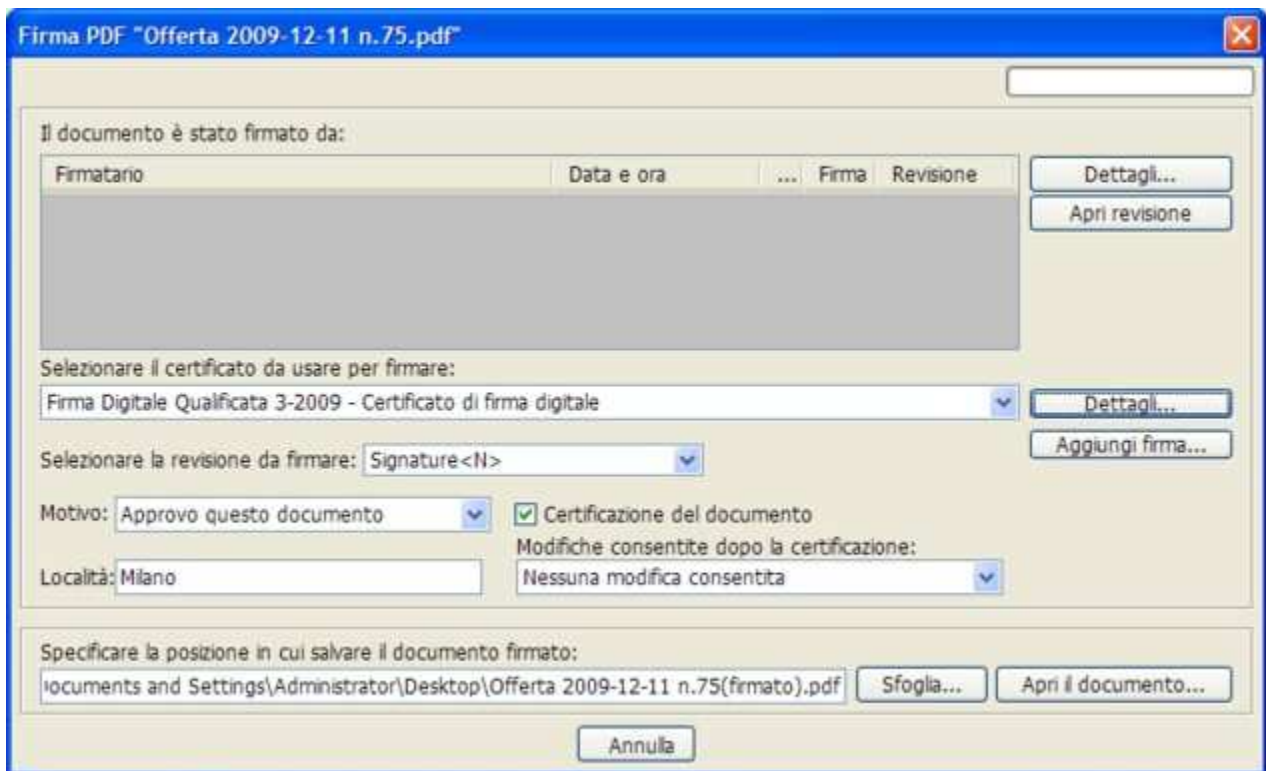 Firma PDF "Offerta 2009-12-11 n.75.pdf"
Il documento è stato firmato da:
Firmatario Data e ora ... Firma Revisione
Dettagli...
Apri revisione
Selezionare il certificato da usare per firmare:
Firma Digitale Qualificata 3-2009 - Certificato di firma digitale
Dettagli...
Aggiungi firma...
Selezionare la revisione da firmare: Signature<N>
Motivo: Approvo questo documento
Certificazione del documento
Modifiche consentite dopo la certificazione:
Località: Milano
Nessuna modifica consentita
Specificare la posizione in cui salvare il documento firmato:
ocuments and Settings\Administrator\Desktop\Offerta 2009-12-11 n.75(firmato).pdf Sfoglia... Apri il documento...
Annulla